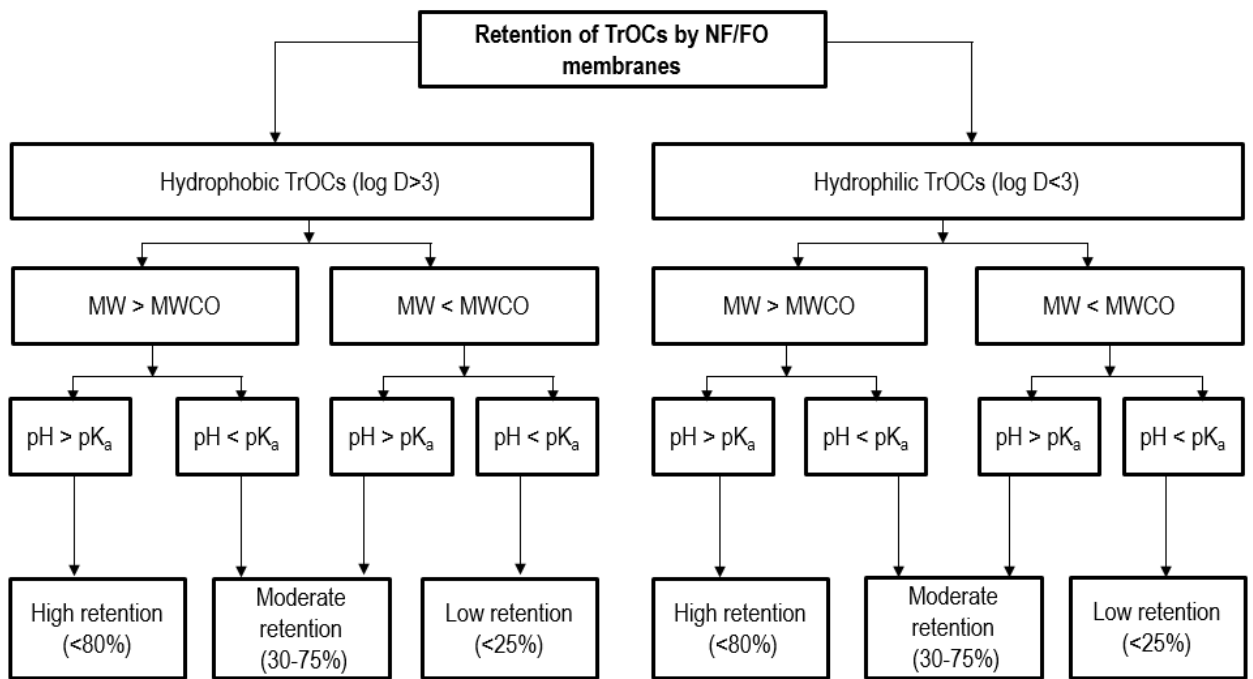 Retention of TrOCs by NF/FO
membranes
Hydrophobic TrOCs (log D>3)
Hydrophilic TrOCs (log D<3)
MW > MWCO
MW < MWCO
MW > MWCO
MW < MWCO
pH > pKₐ
pH < pKₐ
pH > pKₐ
pH < pKₐ
pH > pKₐ
pH < pKₐ
pH > pKₐ
pH < pKₐ
High retention
(<80%)
Moderate
retention
(30-75%)
Low retention
(<25%)
High retention
(<80%)
Moderate
retention
(30-75%)
Low retention
(<25%)